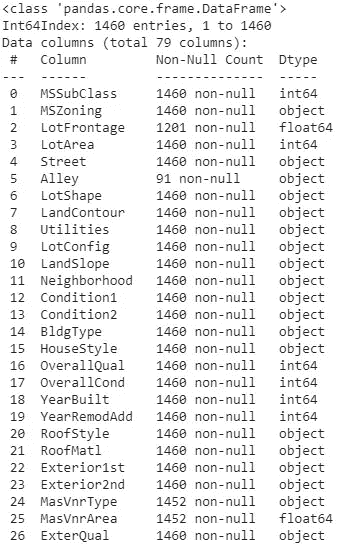 <class 'pandas.core.frame.DataFrame'>
Int64Index: 1460 entries, 1 to 1460
Data columns (total 79 columns):
 #   Column         Non-Null Count  Dtype
---  ------         --------------  -----
 0   MSSubClass     1460 non-null   int64
 1   MSZoning       1460 non-null   object
 2   LotFrontage    1201 non-null   float64
 3   LotArea        1460 non-null   int64
 4   Street         1460 non-null   object
 5   Alley          91 non-null     object
 6   LotShape       1460 non-null   object
 7   LandContour    1460 non-null   object
 8   Utilities      1460 non-null   object
 9   LotConfig      1460 non-null   object
 10  LandSlope      1460 non-null   object
 11  Neighborhood   1460 non-null   object
 12  Condition1     1460 non-null   object
 13  Condition2     1460 non-null   object
 14  BldgType       1460 non-null   object
 15  HouseStyle     1460 non-null   object
 16  OverallQual    1460 non-null   int64
 17  OverallCond    1460 non-null   int64
 18  YearBuilt      1460 non-null   int64
 19  YearRemodAdd   1460 non-null   int64
 20  RoofStyle      1460 non-null   object
 21  RoofMatl       1460 non-null   object
 22  Exterior1st    1460 non-null   object
 23  Exterior2nd    1460 non-null   object
 24  MasVnrType     1452 non-null   object
 25  MasVnrArea     1452 non-null   float64
 26  ExterQual      1460 non-null   object